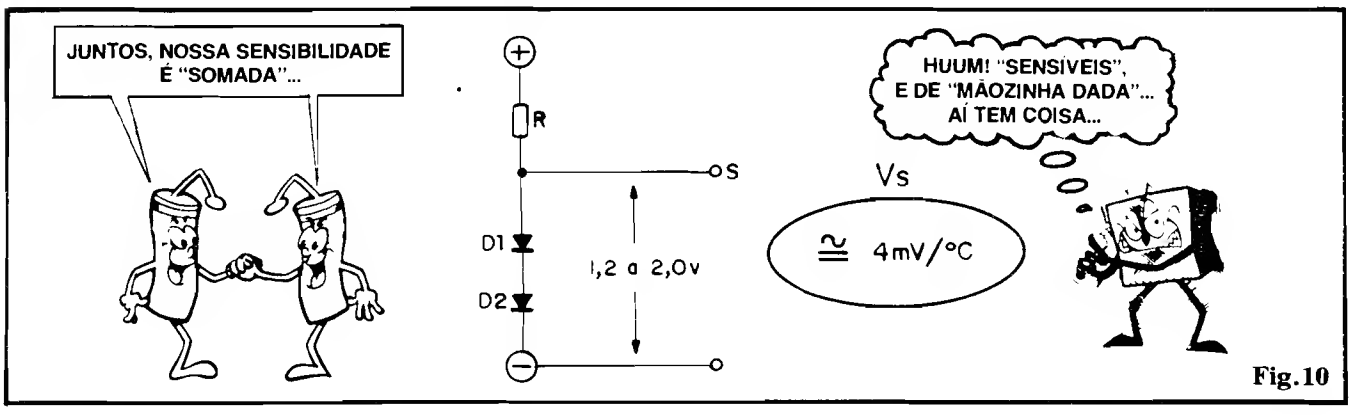 JUNTOS, NOSSA SENSIBILIDADE
É "SOMADA"...
+
R
S
D1
D2
1,2 a 2,0v
−
Vs
≅ 4mV/°C
HUUM! "SENSÍVEIS",
E DE "MÃOZINHA DADA"...
AÍ TEM COISA...
Fig.10